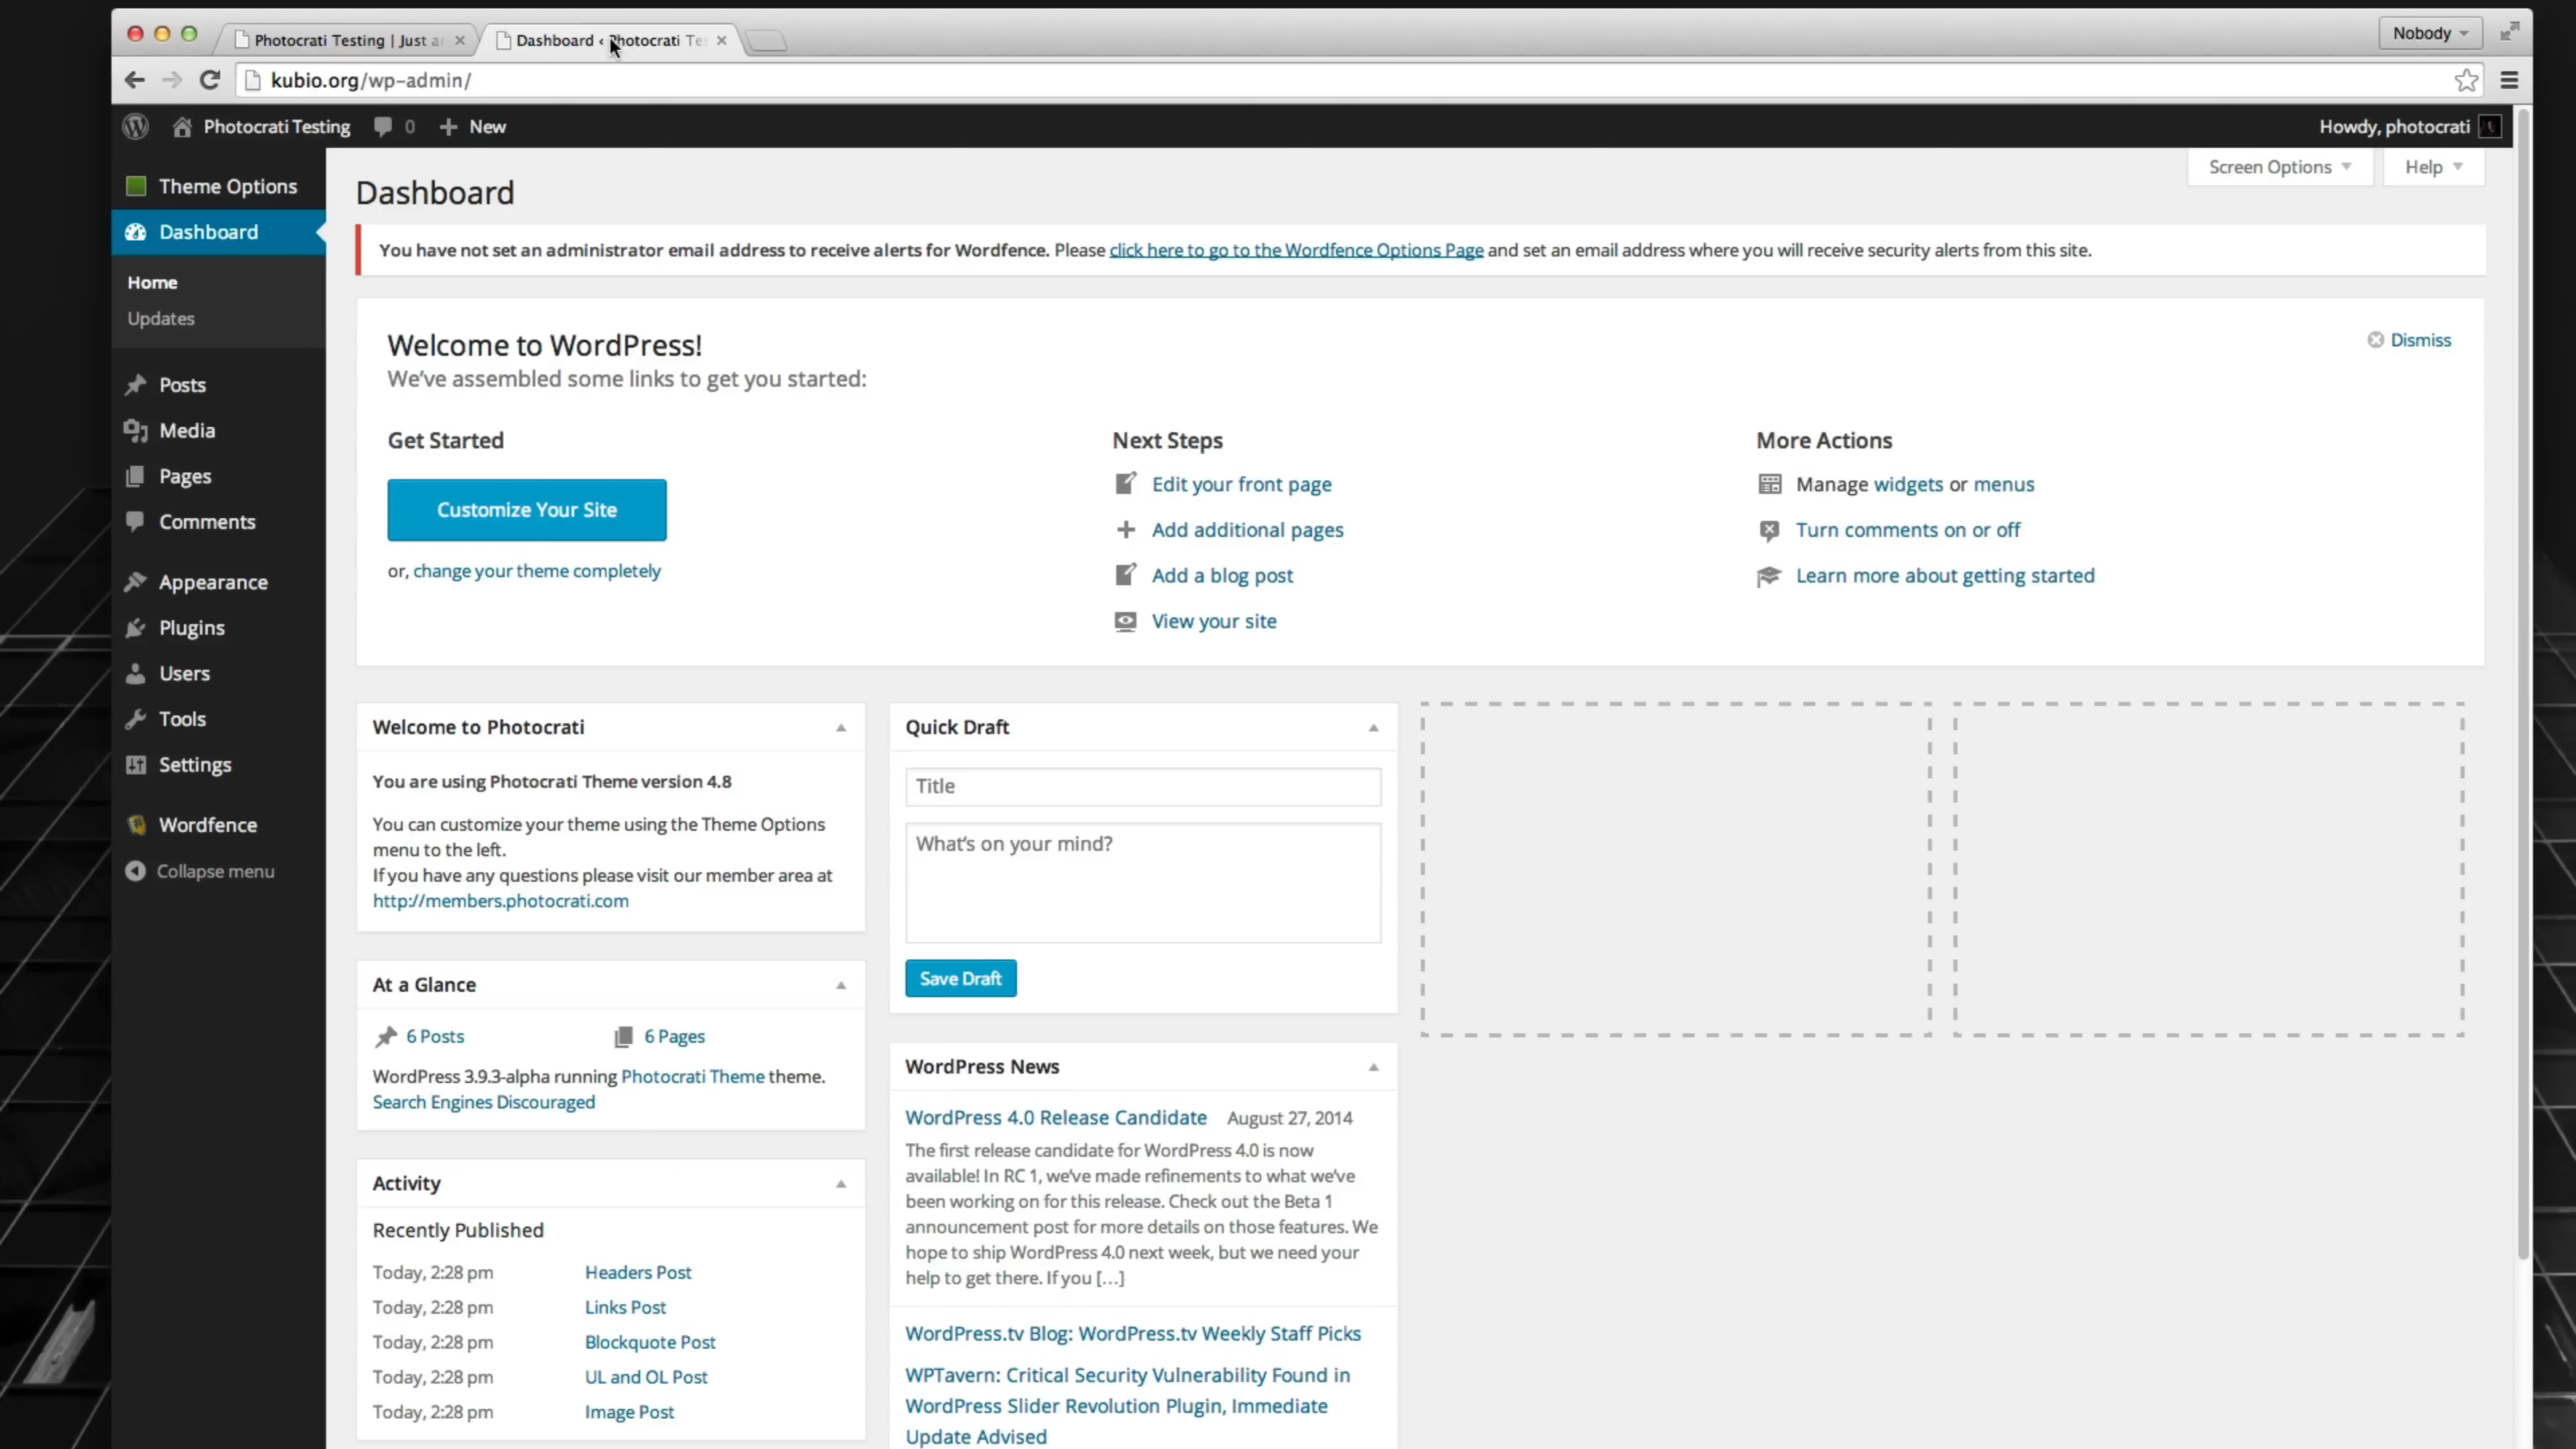 Photocrati Testing | Just a
Dashboard ‹ Photocrati Te
Nobody
kubio.org/wp-admin/
Photocrati Testing 0 New
Howdy, photocrati
Theme Options
Dashboard
Home
Updates
Posts
Media
Pages
Comments
Appearance
Plugins
Users
Tools
Settings
Wordfence
Collapse menu
Screen Options
Help
Dashboard
You have not set an administrator email address to receive alerts for Wordfence. Please click here to go to the Wordfence Options Page and set an email address where you will receive security alerts from this site.
Welcome to WordPress!
Dismiss
We've assembled some links to get you started:
Get Started
Customize Your Site
or, change your theme completely
Next Steps
Edit your front page
Add additional pages
Add a blog post
View your site
More Actions
Manage widgets or menus
Turn comments on or off
Learn more about getting started
Welcome to Photocrati
You are using Photocrati Theme version 4.8
You can customize your theme using the Theme Options
menu to the left.
If you have any questions please visit our member area at
http://members.photocrati.com
At a Glance
6 Posts
6 Pages
WordPress 3.9.3-alpha running Photocrati Theme theme.
Search Engines Discouraged
Activity
Recently Published
Today, 2:28 pm Headers Post
Today, 2:28 pm Links Post
Today, 2:28 pm Blockquote Post
Today, 2:28 pm UL and OL Post
Today, 2:28 pm Image Post
Quick Draft
Title
What's on your mind?
Save Draft
WordPress News
WordPress 4.0 Release Candidate August 27, 2014
The first release candidate for WordPress 4.0 is now
available! In RC 1, we've made refinements to what we've
been working on for this release. Check out the Beta 1
announcement post for more details on those features. We
hope to ship WordPress 4.0 next week, but we need your
help to get there. If you […]
WordPress.tv Blog: WordPress.tv Weekly Staff Picks
WPTavern: Critical Security Vulnerability Found in
WordPress Slider Revolution Plugin, Immediate
Update Advised